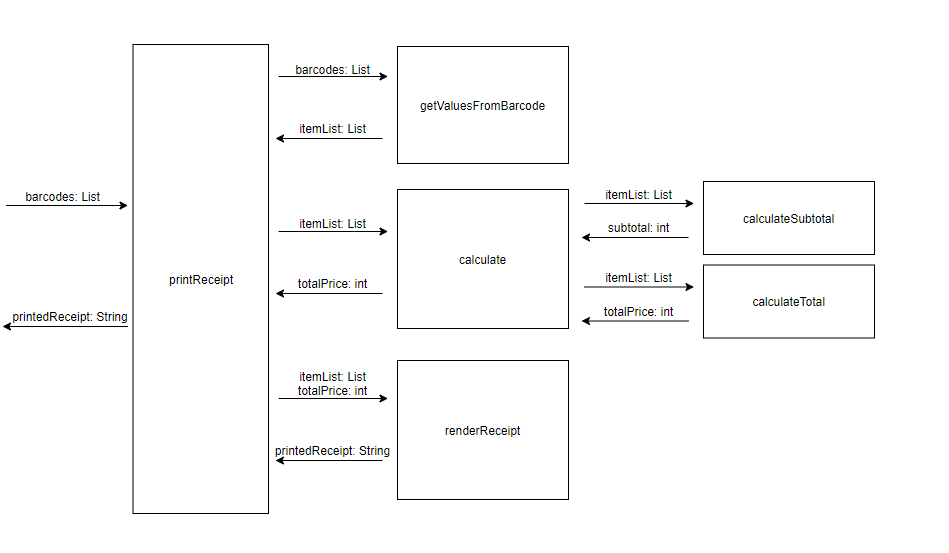 barcodes: List
printedReceipt: String
printReceipt
barcodes: List
itemList: List
getValuesFromBarcode
itemList: List
totalPrice: int
calculate
itemList: List
subtotal: int
calculateSubtotal
itemList: List
totalPrice: int
calculateTotal
itemList: List
totalPrice: int
printedReceipt: String
renderReceipt